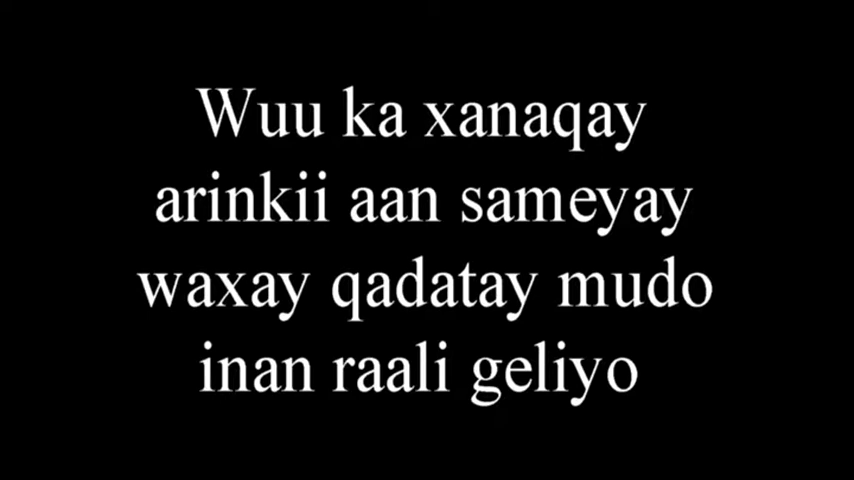 Wuu ka xanaqay
arinkii aan sameyay
waxay qadatay mudo
inan raali geliyo